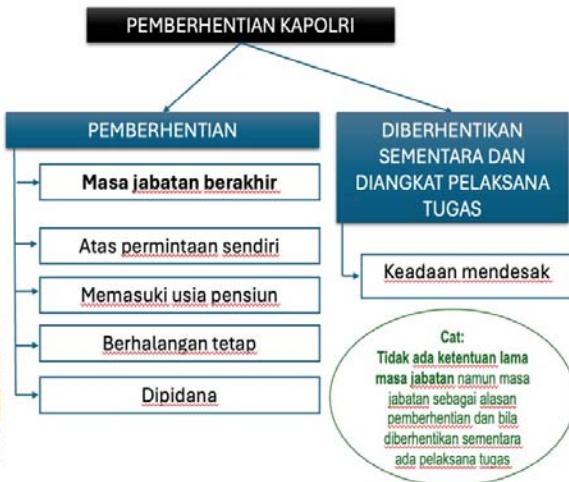 PEMBERHENTIAN KAPOLRI
PEMBERHENTIAN
Masa jabatan berakhir
Atas permintaan sendiri
Memasuki usia pensiun
Berhalangan tetap
Dipidana
DIBERHENTIKAN
SEMENTARA DAN
DIANGKAT PELAKSANA
TUGAS
Keadaan mendesak
Cat:
Tidak ada ketentuan lama
masa jabatan namun masa
jabatan sebagai alasan
pemberhentian dan bila
diberhentikan sementara
ada pelaksana tugas